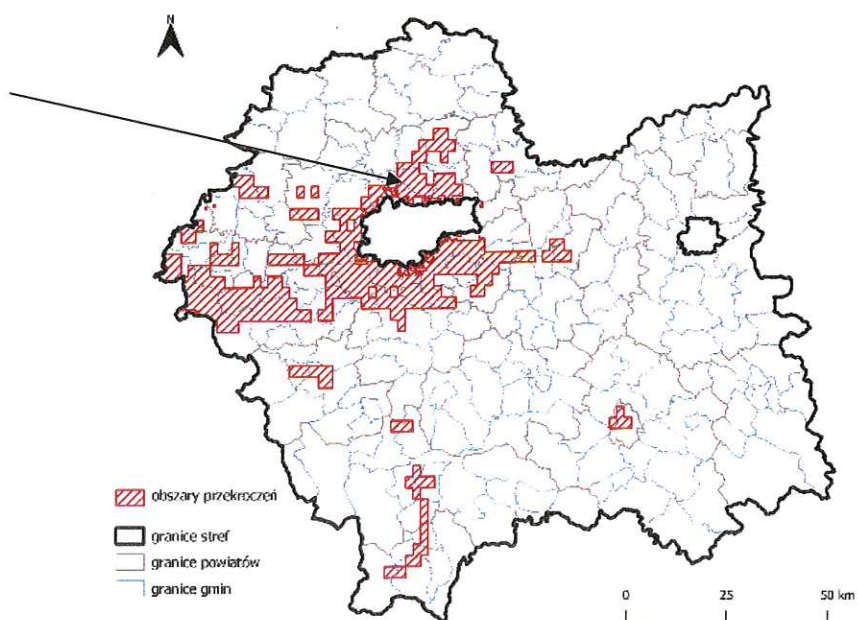 N
obszary przekroczeń
granice stref
granice powiatów
granice gmin
0 25 50 km